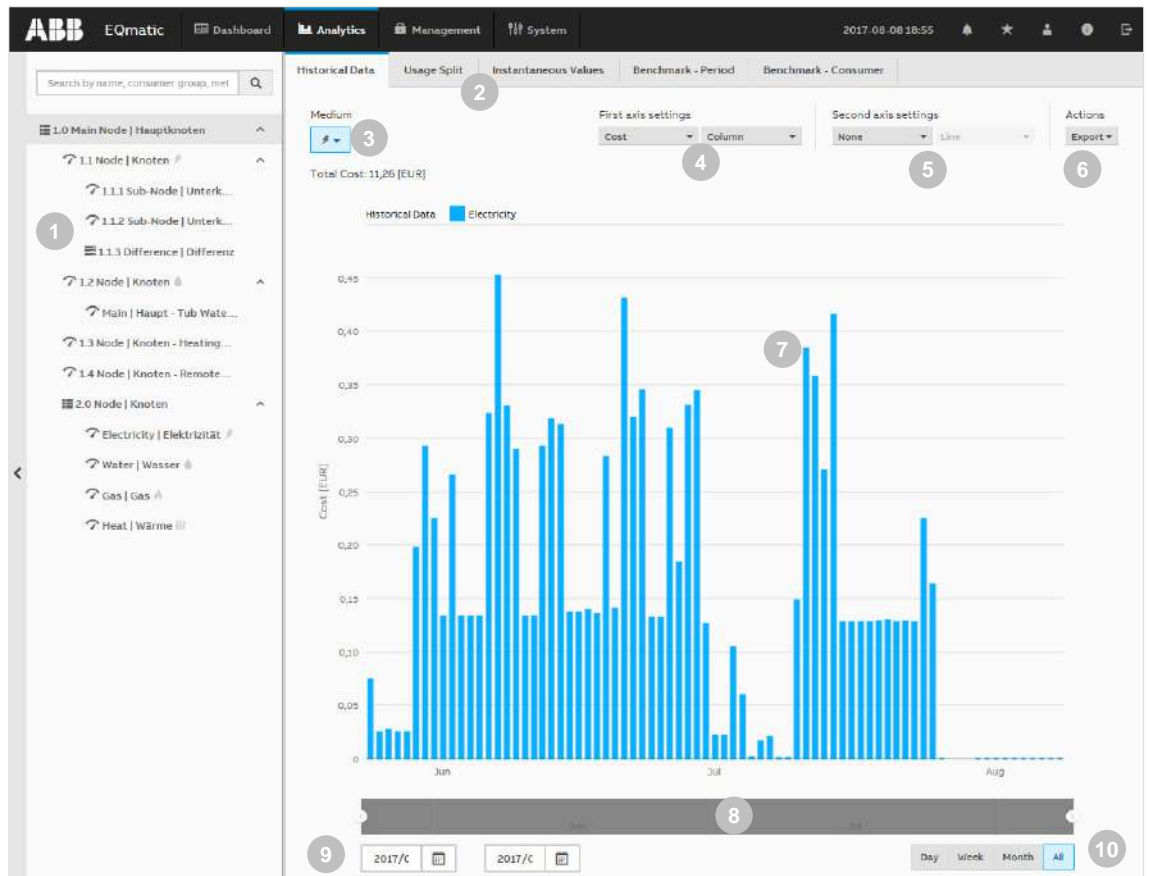 ABB EQmatic Dashboard Analytics Management System 2017-08-08 18:55
Search by name, consumer group, met
1.0 Main Node | Hauptknoten
1.1 Node | Knoten
1.1.1 Sub-Node | Unterk...
1.1.2 Sub-Node | Unterk...
1
1.1.3 Difference | Differenz
1.2 Node | Knoten
Main | Haupt - Tub Wate...
1.3 Node | Knoten - Heating...
1.4 Node | Knoten - Remote...
2.0 Node | Knoten
Electricity | Elektrizität
Water | Wasser
Gas | Gas
Heat | Wärme
Historical Data Usage Split Instantaneous Values Benchmark - Period Benchmark - Consumer
2
Medium First axis settings Second axis settings Actions
3 Cost Column None Line Export
4 5 6
Total Cost: 11,26 [EUR]
Historical Data Electricity
Cost [EUR]
0,45
0,40
7
0,35
0,30
0,25
0,20
0,15
0,10
0,05
0
Jun Jul Aug
8
9 2017/0 2017/0 Day Week Month All 10